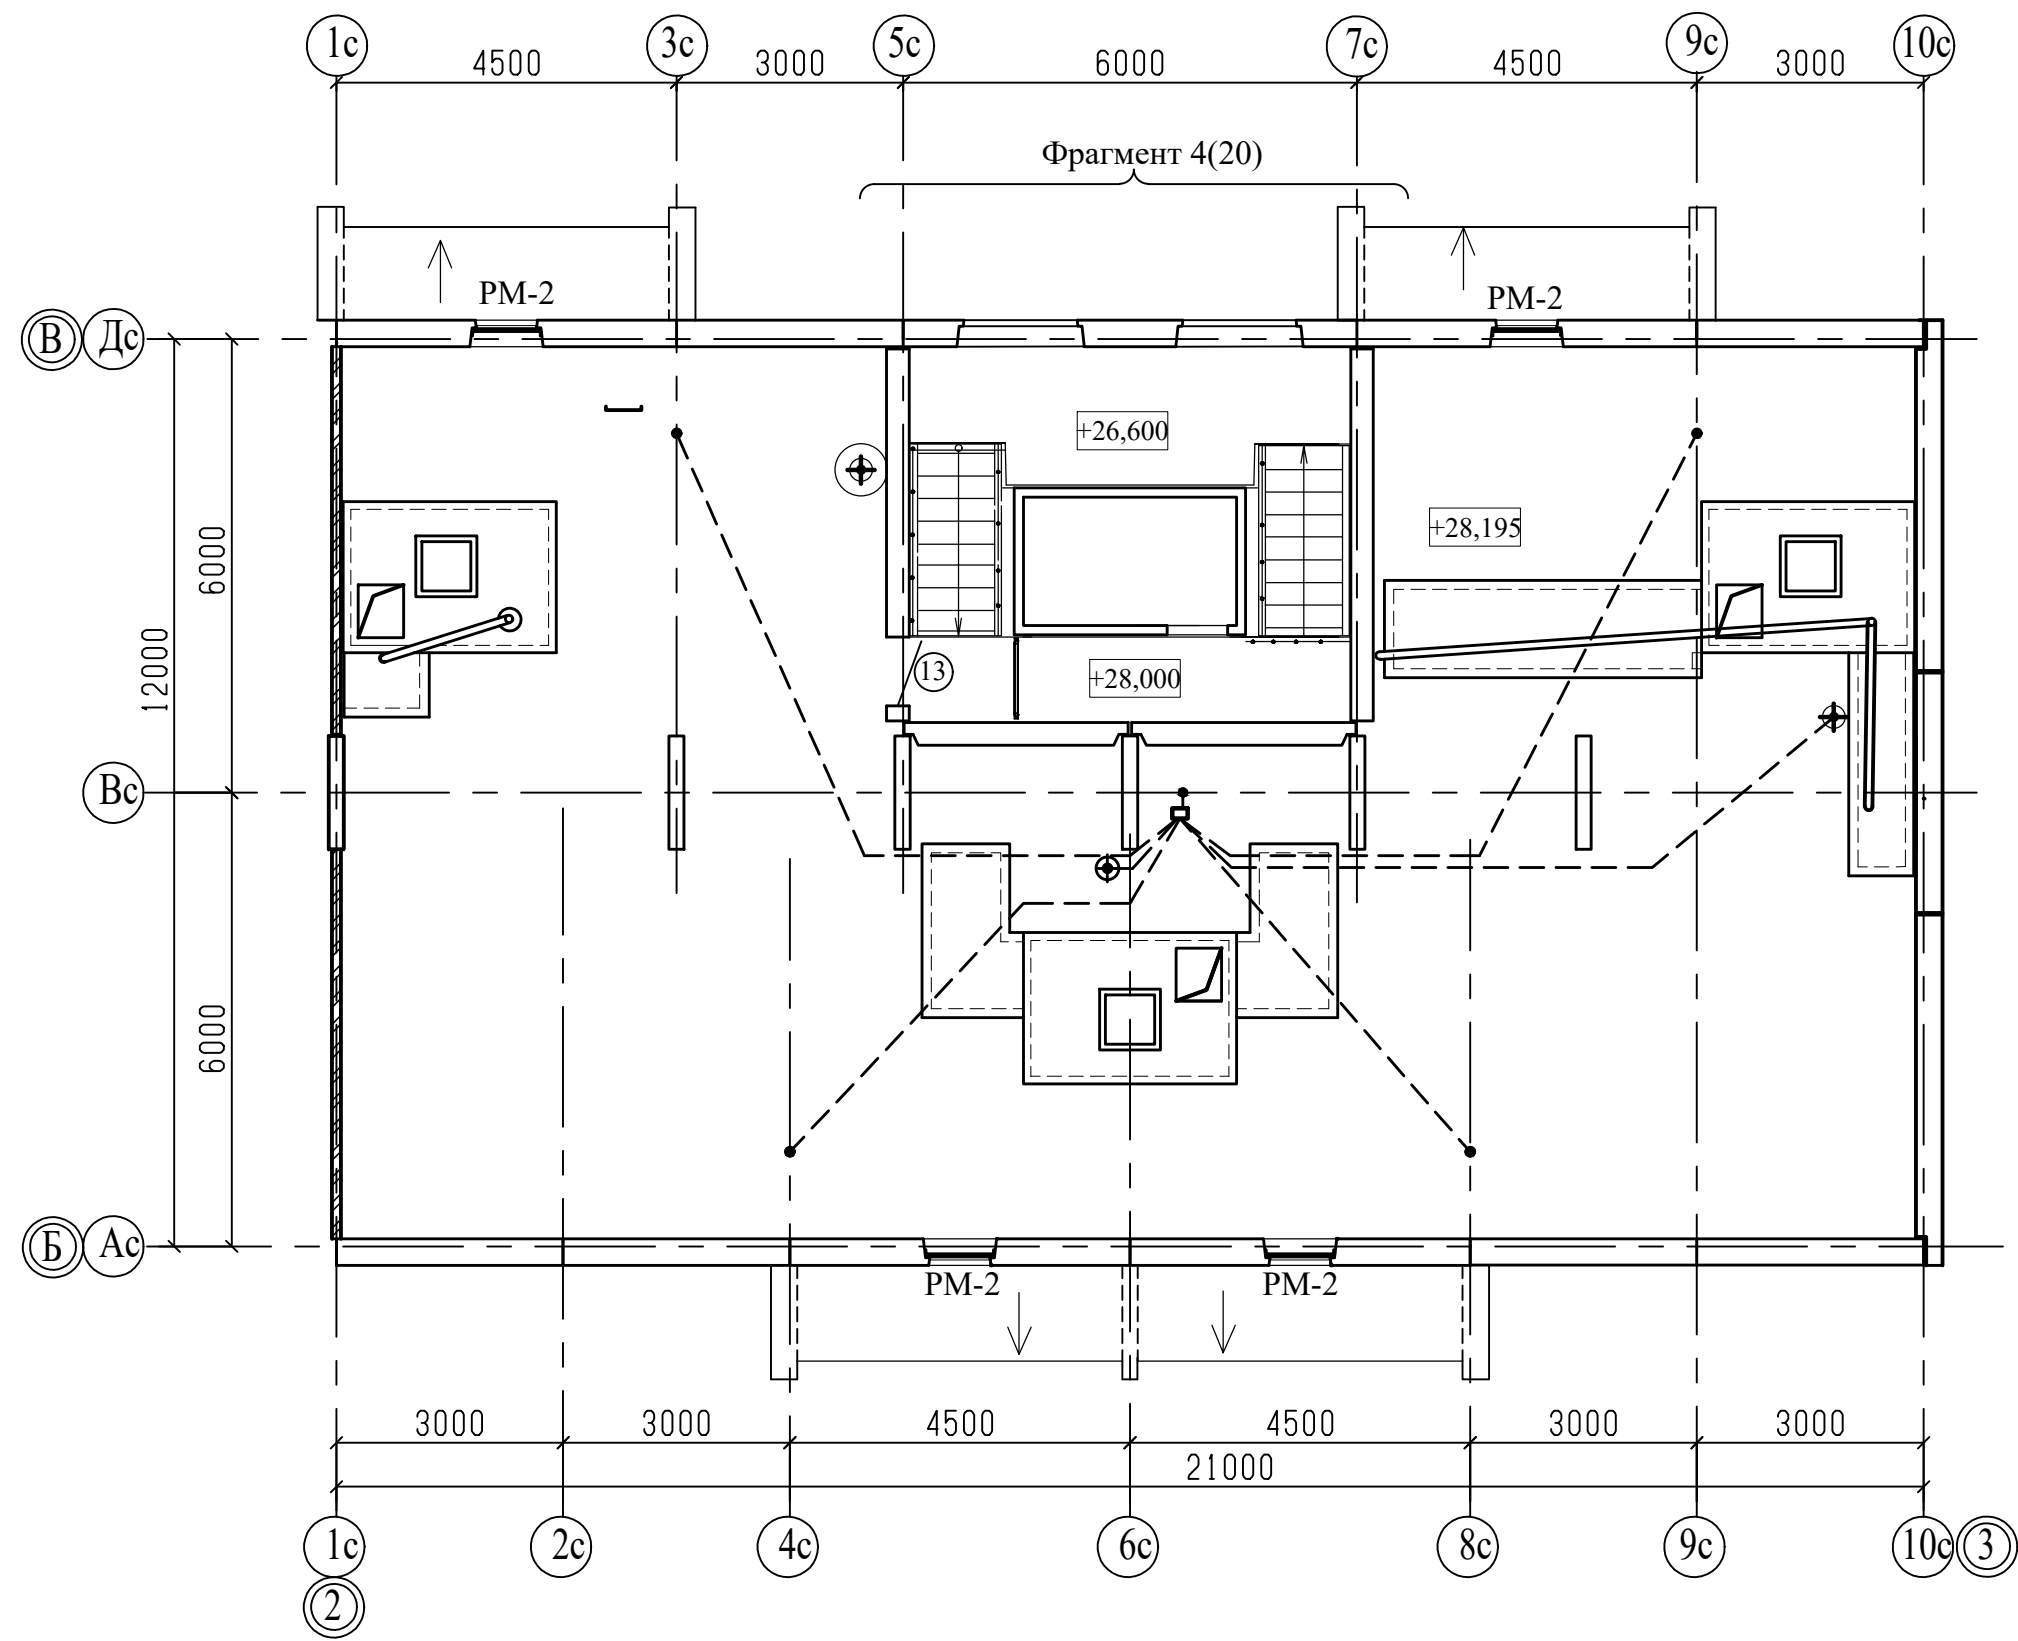 1с 3с 5с 7с 9с 10с
4500 3000 6000 4500 3000
Фрагмент 4(20)
РМ-2 РМ-2
В Дс
+26,600
+28,195
6000
12000
13
+28,000
Вс
6000
Б Ас
РМ-2 РМ-2
3000 3000 4500 4500 3000 3000
21000
1с 2с 4с 6с 8с 9с 10с 3
2